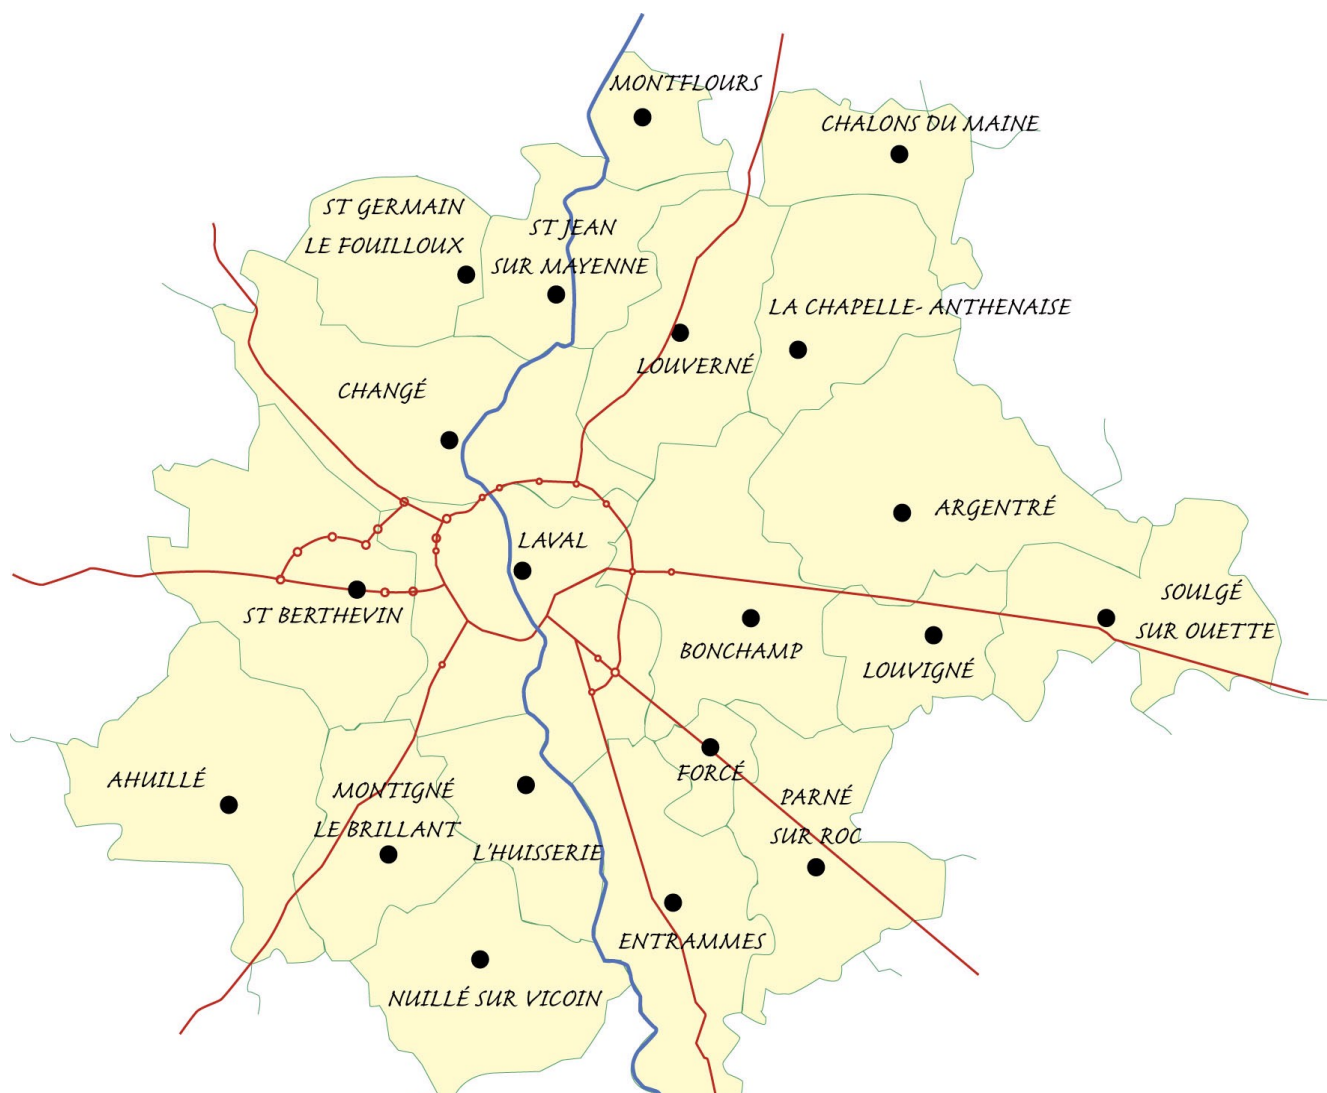 MONTFLOURS
CHALONS DU MAINE
ST GERMAIN
LE FOUILLOUX
ST JEAN
SUR MAYENNE
LA CHAPELLE- ANTHENAISE
LOUVERNÉ
CHANGÉ
ARGENTRÉ
LAVAL
SOULGÉ
SUR OUETTE
ST BERTHEVIN
BONCHAMP
LOUVIGNÉ
AHUILLÉ
MONTIGNÉ
LE BRILLANT
FORCÉ
PARNÉ
SUR ROC
L'HUISSERIE
ENTRAMMES
NUILLÉ SUR VICOIN